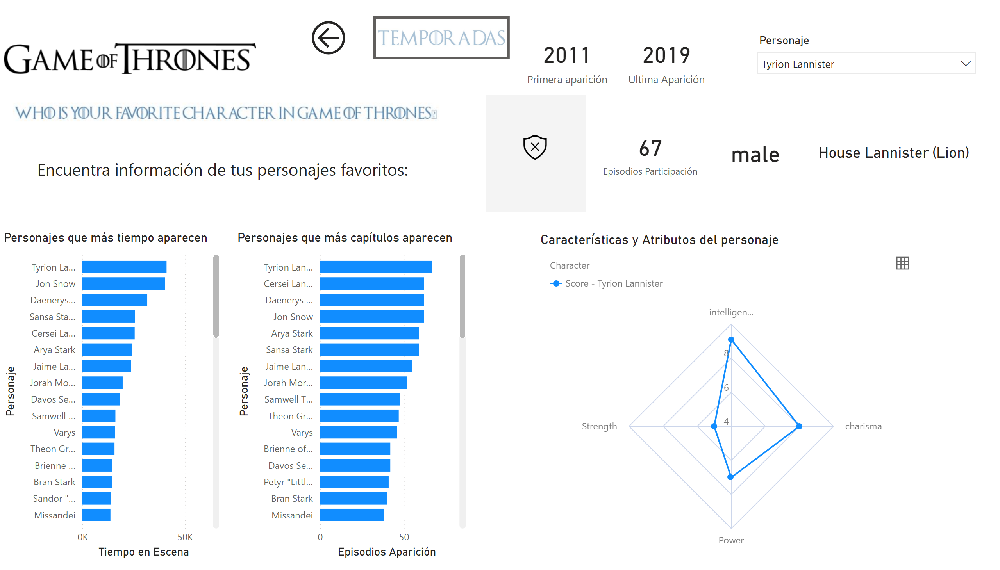 GAME OF THRONES
TEMPORADAS
2011
Primera aparición
2019
Ultima Aparición
Personaje
Tyrion Lannister
WHO IS YOUR FAVORITE CHARACTER IN GAME OF THRONES?
Encuentra información de tus personajes favoritos:
67
Episodios Participación
male
House Lannister (Lion)
Personajes que más tiempo aparecen
Personaje
Tyrion La...
Jon Snow
Daenerys...
Sansa Sta...
Cersei La...
Arya Stark
Jaime La...
Jorah Mo...
Davos Se...
Samwell ...
Varys
Theon Gr...
Brienne ...
Bran Stark
Sandor "...
Missandei
0K
50K
Tiempo en Escena
Personajes que más capítulos aparecen
Personaje
Tyrion Lan...
Cersei Lan...
Daenerys ...
Jon Snow
Arya Stark
Sansa Stark
Jaime Lan...
Jorah Mor...
Samwell T...
Theon Gr...
Varys
Brienne of...
Davos Se...
Petyr "Littl...
Bran Stark
Missandei
0
50
Episodios Aparición
Características y Atributos del personaje
Character
Score - Tyrion Lannister
intelligen...
8
6
4
Strength
charisma
Power